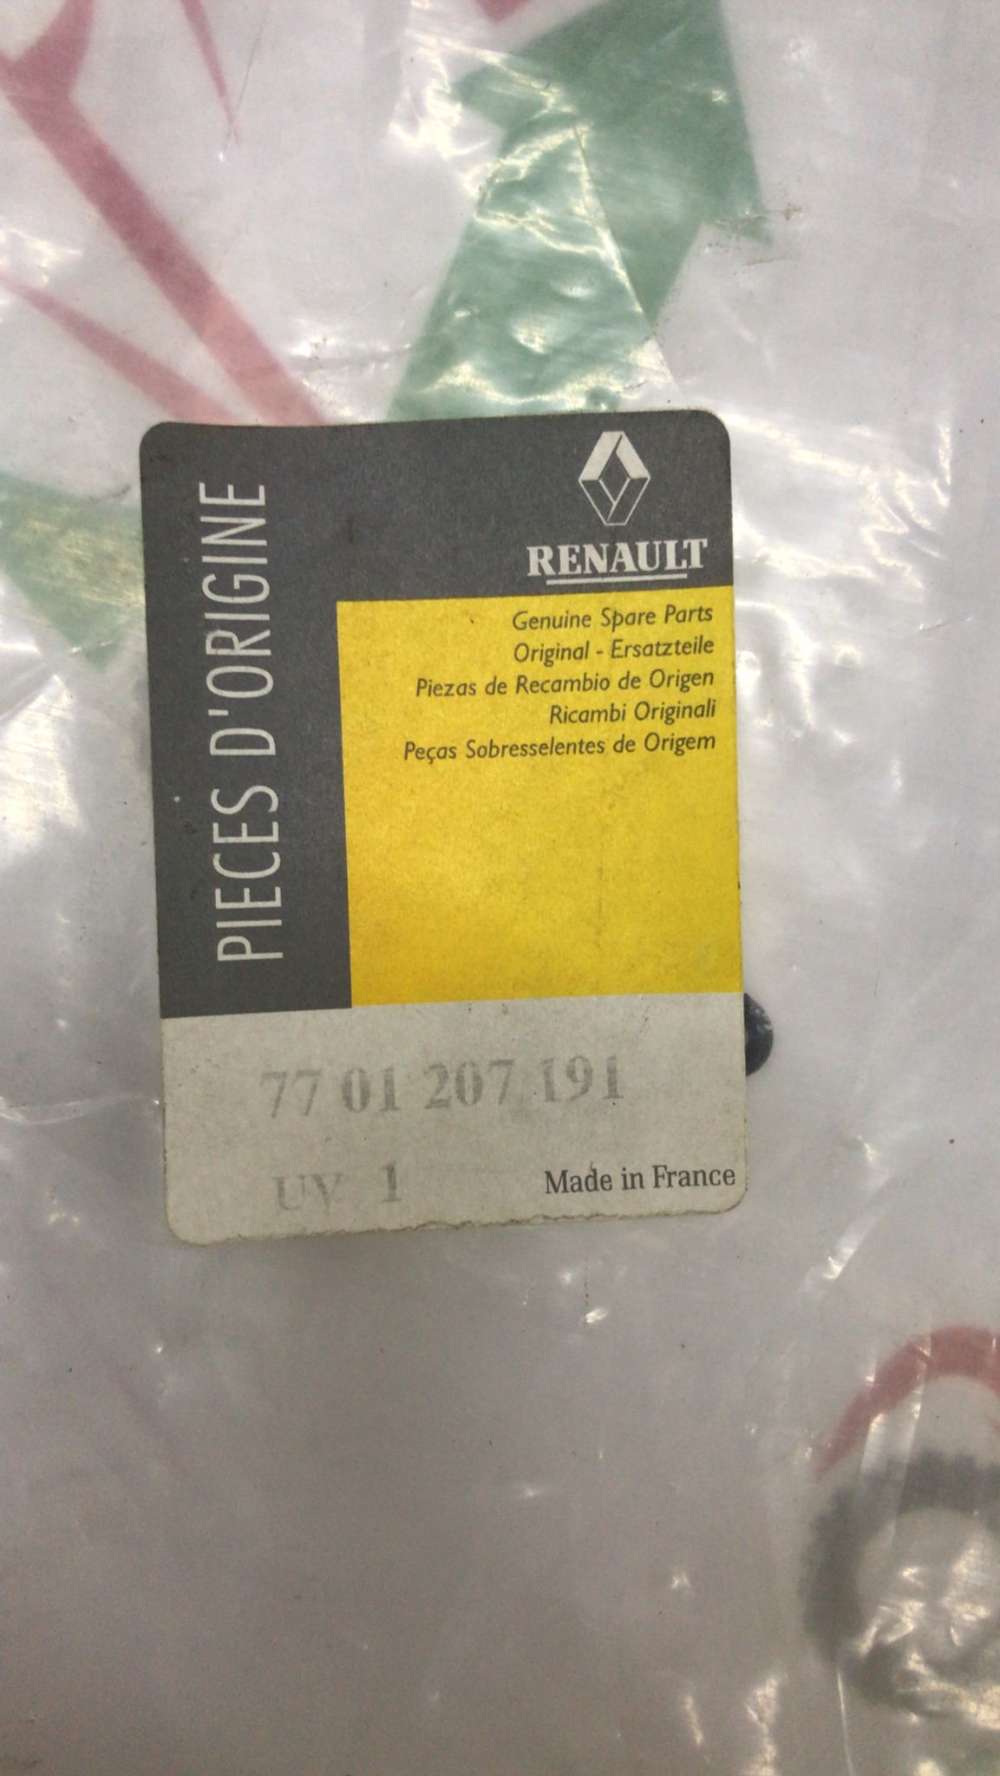 PIECES D'ORIGINE
RENAULT
Genuine Spare Parts
Original - Ersatzteile
Piezas de Recambio de Origen
Ricambi Originali
Peças Sobresselentes de Origem
77 01 207 191
UV 1
Made in France